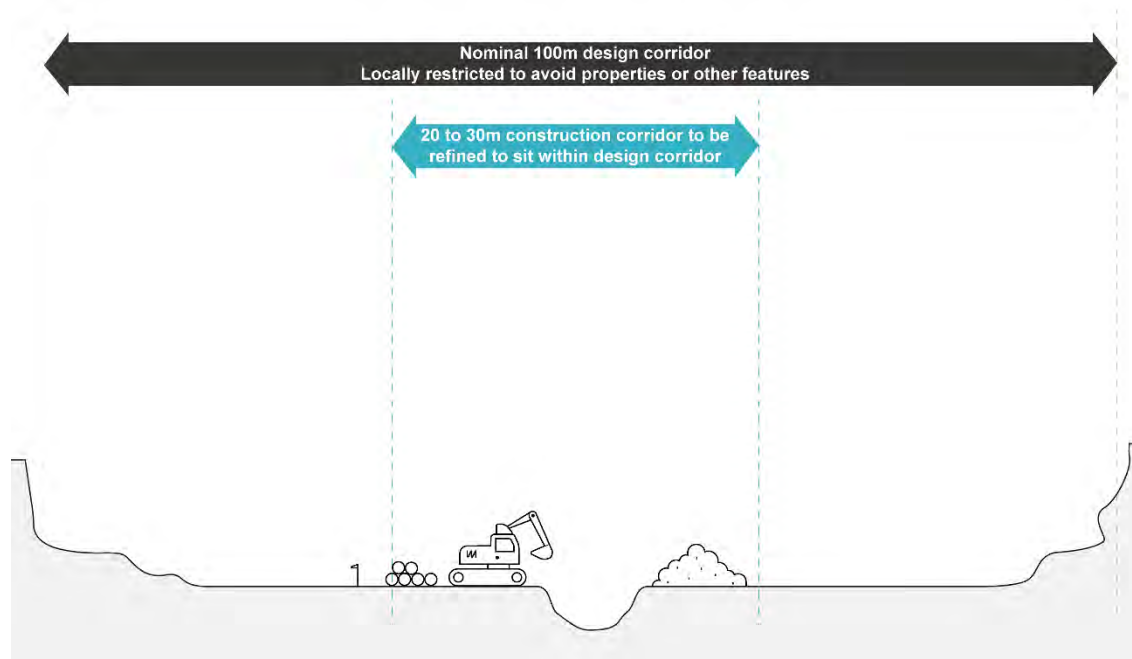 Nominal 100m design corridor
Locally restricted to avoid properties or other features
20 to 30m construction corridor to be
refined to sit within design corridor